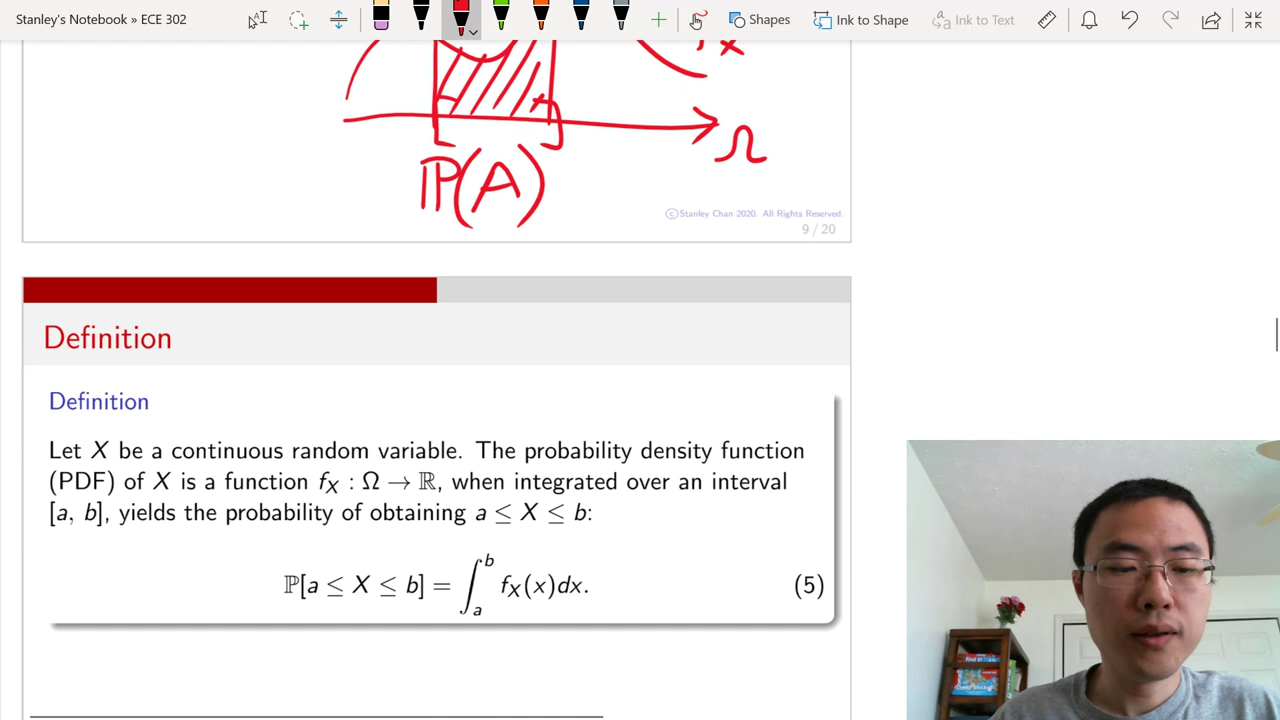 Stanley's Notebook » ECE 302
Shapes
Ink to Shape
Ink to Text
X
Ω
ℙ(A)
©Stanley Chan 2020. All Rights Reserved.
9 / 20
Definition
Definition
Let X be a continuous random variable. The probability density function
(PDF) of X is a function f_X : Ω → ℝ, when integrated over an interval
[a, b], yields the probability of obtaining a ≤ X ≤ b:
ℙ[a ≤ X ≤ b] = ∫_a^b f_X(x)dx. (5)